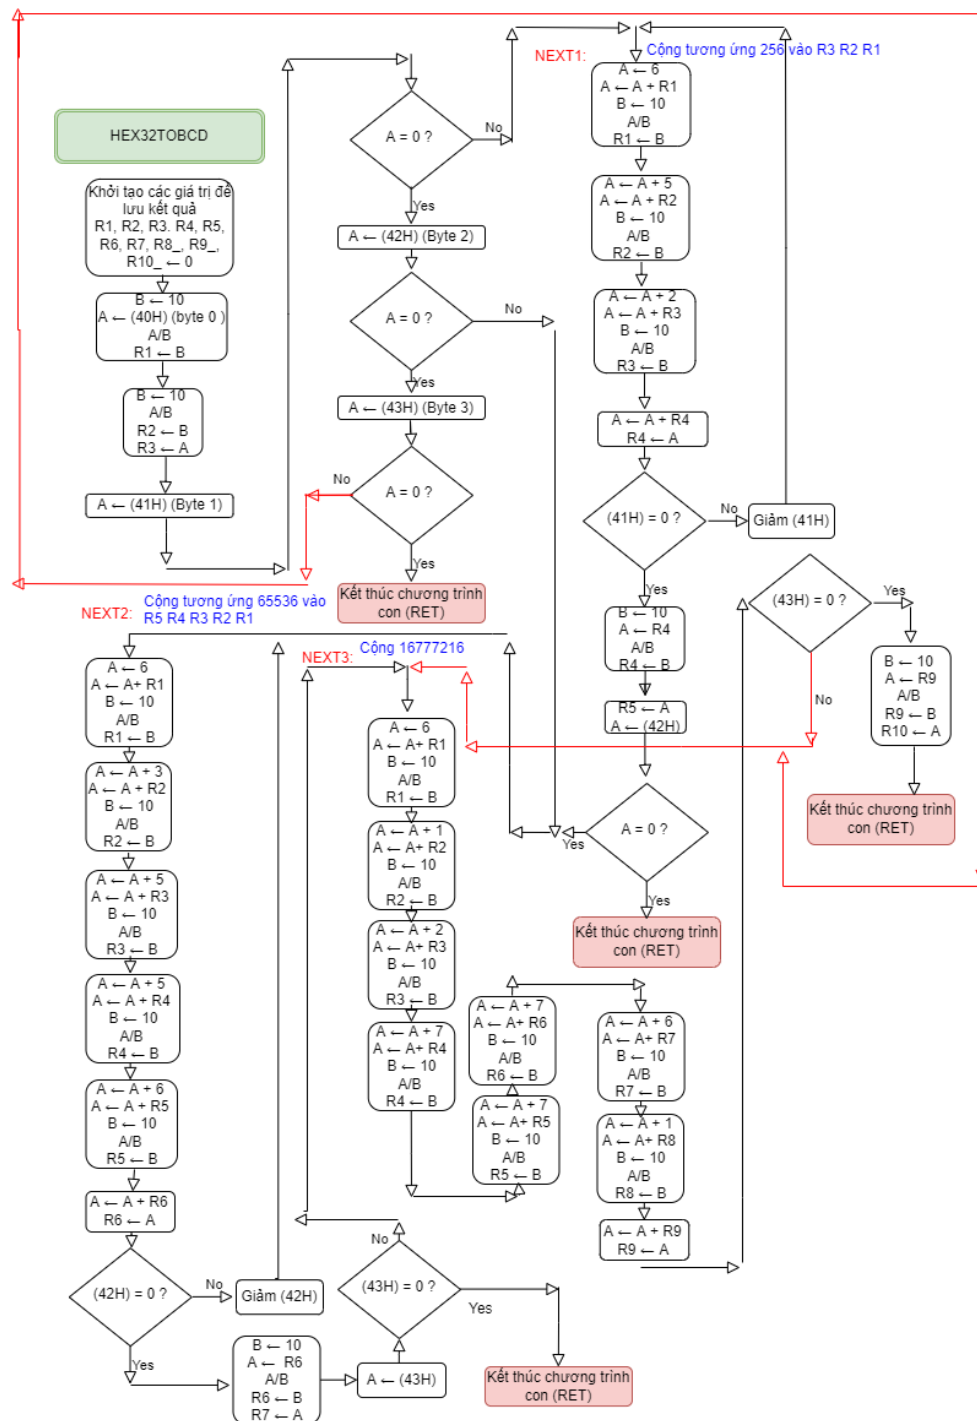 HEX32TOBCD
Khởi tạo các giá trị để
lưu kết quả
R1, R2, R3. R4, R5,
R6, R7, R8_, R9_,
R10_ ← 0
B ← 10
A ← (40H) (byte 0 )
A/B
R1 ← B
B ← 10
A/B
R2 ← B
R3 ← A
A ← (41H) (Byte 1)
A = 0 ?
No
Yes
A ← (42H) (Byte 2)
A = 0 ?
No
Yes
A ← (43H) (Byte 3)
A = 0 ?
No
Yes
Kết thúc chương trình
con (RET)
NEXT1:
Cộng tương ứng 256 vào R3 R2 R1
A ← 6
A ← A + R1
B ← 10
A/B
R1 ← B
A ← A + 5
A ← A + R2
B ← 10
A/B
R2 ← B
A ← A + 2
A ← A + R3
B ← 10
A/B
R3 ← B
A ← A + R4
R4 ← A
(41H) = 0 ?
No
Giảm (41H)
Yes
B ← 10
A ← R4
A/B
R4 ← B
R5 ← A
A ← (42H)
A = 0 ?
Yes
Yes
Kết thúc chương trình
con (RET)
NEXT2:
Cộng tương ứng 65536 vào
R5 R4 R3 R2 R1
A ← 6
A ← A+ R1
B ← 10
A/B
R1 ← B
A ← A + 3
A ← A + R2
B ← 10
A/B
R2 ← B
A ← A + 5
A ← A + R3
B ← 10
A/B
R3 ← B
A ← A + 5
A ← A + R4
B ← 10
A/B
R4 ← B
A ← A + 6
A ← A + R5
B ← 10
A/B
R5 ← B
A ← A + R6
R6 ← A
(42H) = 0 ?
No
Giảm (42H)
Yes
B ← 10
A ← R6
A/B
R6 ← B
R7 ← A
A ← (43H)
(43H) = 0 ?
No
Yes
Kết thúc chương trình
con (RET)
NEXT3:
Cộng 16777216
A ← 6
A ← A+ R1
B ← 10
A/B
R1 ← B
A ← A + 1
A ← A+ R2
B ← 10
A/B
R2 ← B
A ← A + 2
A ← A+ R3
B ← 10
A/B
R3 ← B
A ← A + 7
A ← A+ R4
B ← 10
A/B
R4 ← B
A ← A + 7
A ← A+ R5
B ← 10
A/B
R5 ← B
A ← A + 7
A ← A+ R6
B ← 10
A/B
R6 ← B
A ← A + 6
A ← A+ R7
B ← 10
A/B
R7 ← B
A ← A + 1
A ← A+ R8
B ← 10
A/B
R8 ← B
A ← A + R9
R9 ← A
(43H) = 0 ?
Yes
No
B ← 10
A ← R9
A/B
R9 ← B
R10 ← A
Kết thúc chương trình
con (RET)